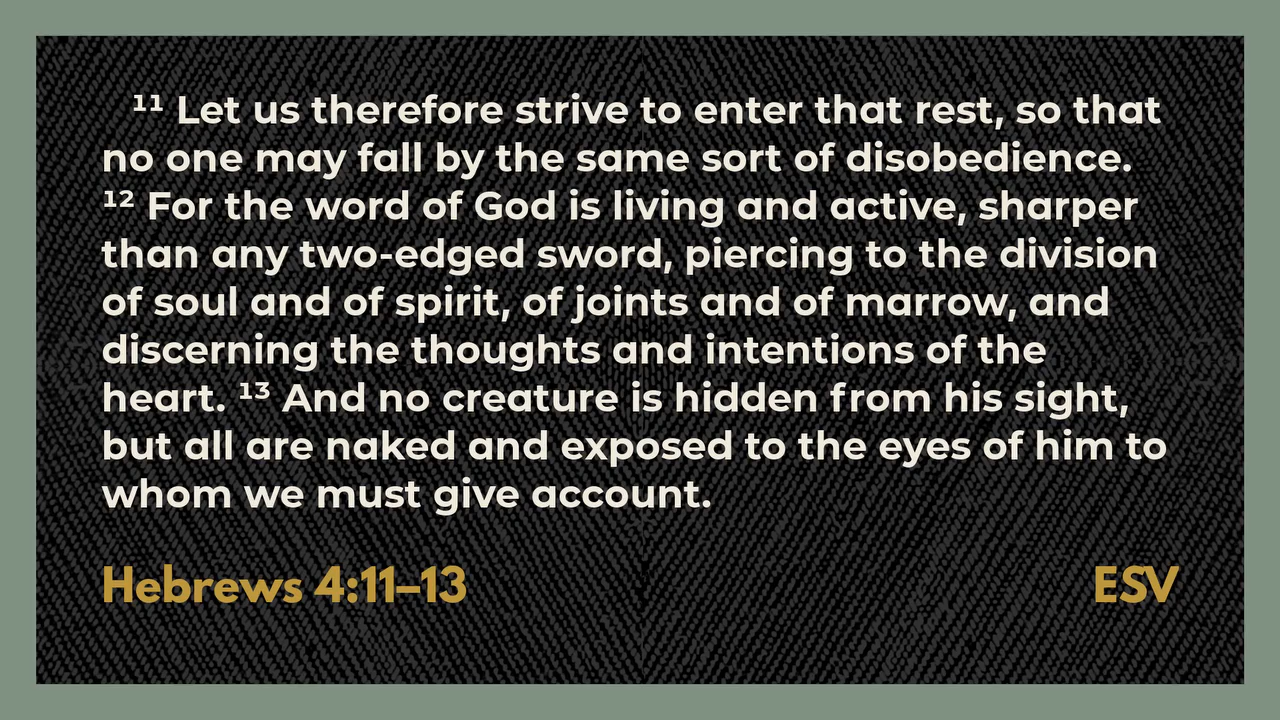 ¹¹ Let us therefore strive to enter that rest, so that
no one may fall by the same sort of disobedience.
¹² For the word of God is living and active, sharper
than any two-edged sword, piercing to the division
of soul and of spirit, of joints and of marrow, and
discerning the thoughts and intentions of the
heart. ¹³ And no creature is hidden from his sight,
but all are naked and exposed to the eyes of him to
whom we must give account.
Hebrews 4:11–13 ESV